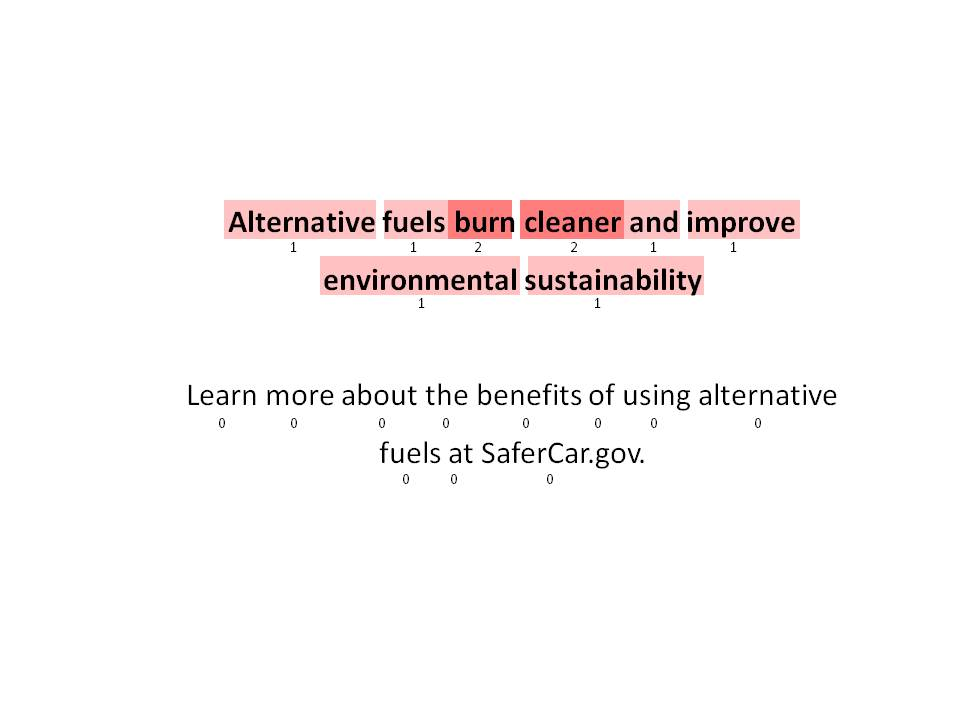 Alternative fuels burn cleaner and improve
1 1 2 2 1 1
environmental sustainability
1 1
Learn more about the benefits of using alternative
0 0 0 0 0 0 0 0
fuels at SaferCar.gov.
0 0 0